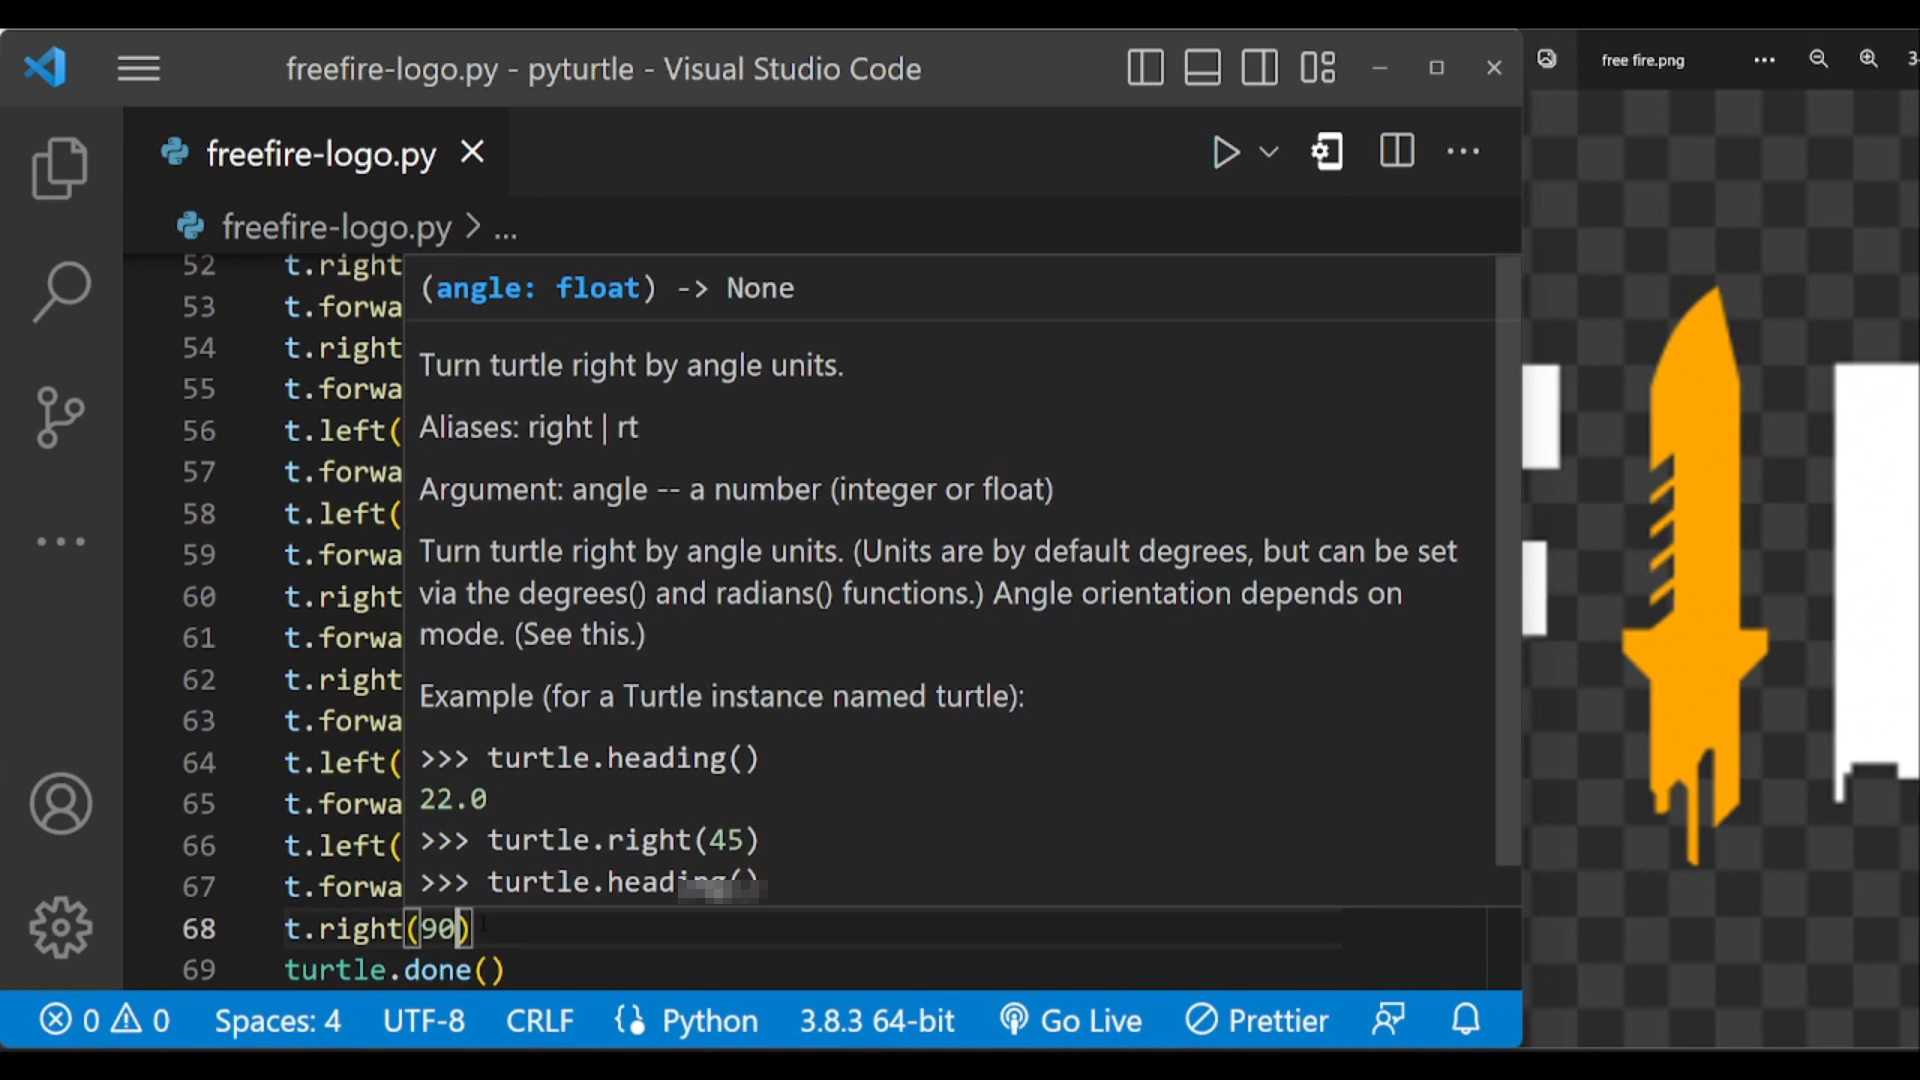 freefire-logo.py - pyturtle - Visual Studio Code
free fire.png
freefire-logo.py
freefire-logo.py > ...
52 t.right
53 t.forwa
54 t.right
55 t.forwa
56 t.left(
57 t.forwa
58 t.left(
59 t.forwa
60 t.right
61 t.forwa
62 t.right
63 t.forwa
64 t.left(
65 t.forwa
66 t.left(
67 t.forwa
68 t.right(90)
69 turtle.done()
(angle: float) -> None
Turn turtle right by angle units.
Aliases: right | rt
Argument: angle -- a number (integer or float)
Turn turtle right by angle units. (Units are by default degrees, but can be set
via the degrees() and radians() functions.) Angle orientation depends on
mode. (See this.)
Example (for a Turtle instance named turtle):
>>> turtle.heading()
22.0
>>> turtle.right(45)
>>> turtle.heading()
0 0 Spaces: 4 UTF-8 CRLF Python 3.8.3 64-bit Go Live Prettier